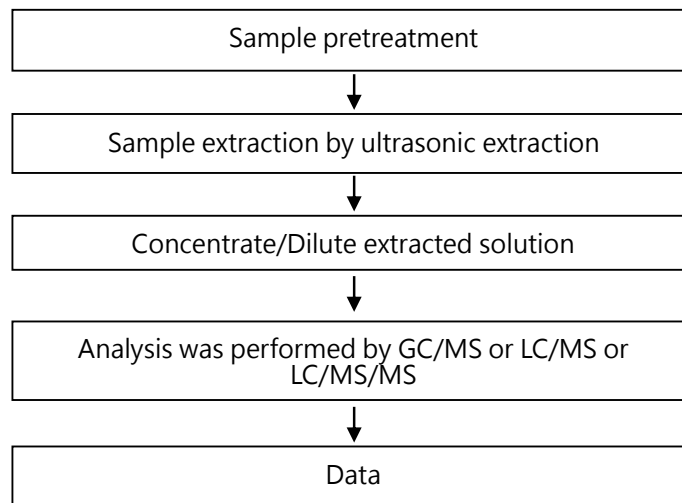 Sample pretreatment
Sample extraction by ultrasonic extraction
Concentrate/Dilute extracted solution
Analysis was performed by GC/MS or LC/MS or
LC/MS/MS
Data